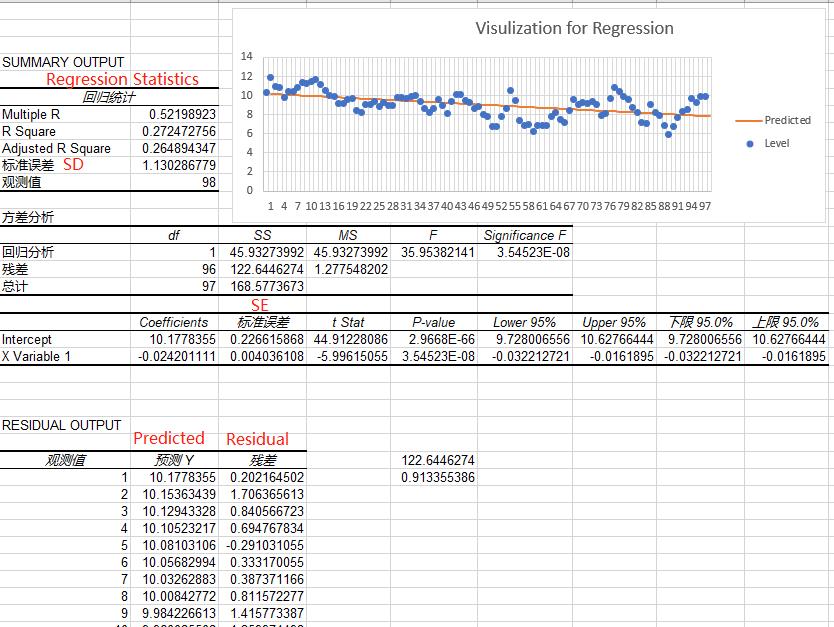 Visulization for Regression
14
12
10
8
6
4
2
0
1 4 7 10 13 16 19 22 25 28 31 34 37 40 43 46 49 52 55 58 61 64 67 70 73 76 79 82 85 88 91 94 97
Predicted
Level
SUMMARY OUTPUT
Regression Statistics
回归统计
Multiple R 0.52198923
R Square 0.272472756
Adjusted R Square 0.264894347
标准误差 SD 1.130286779
观测值 98
方差分析
df SS MS F Significance F
回归分析 1 45.93273992 45.93273992 35.95382141 3.54523E-08
残差 96 122.6446274 1.277548202
总计 97 168.5773673
SE
Coefficients 标准误差 t Stat P-value Lower 95% Upper 95% 下限 95.0% 上限 95.0%
Intercept 10.1778355 0.226615868 44.91228086 2.9668E-66 9.728006556 10.62766444 9.728006556 10.62766444
X Variable 1 -0.024201111 0.004036108 -5.99615055 3.54523E-08 -0.032212721 -0.0161895 -0.032212721 -0.0161895
RESIDUAL OUTPUT
Predicted Residual
观测值 预测 Y 残差 122.6446274
1 10.1778355 0.202164502 0.913355386
2 10.15363439 1.706365613
3 10.12943328 0.840566723
4 10.10523217 0.694767834
5 10.08103106 -0.291031055
6 10.05682994 0.333170055
7 10.03262883 0.387371166
8 10.00842772 0.811572277
9 9.984226613 1.415773387